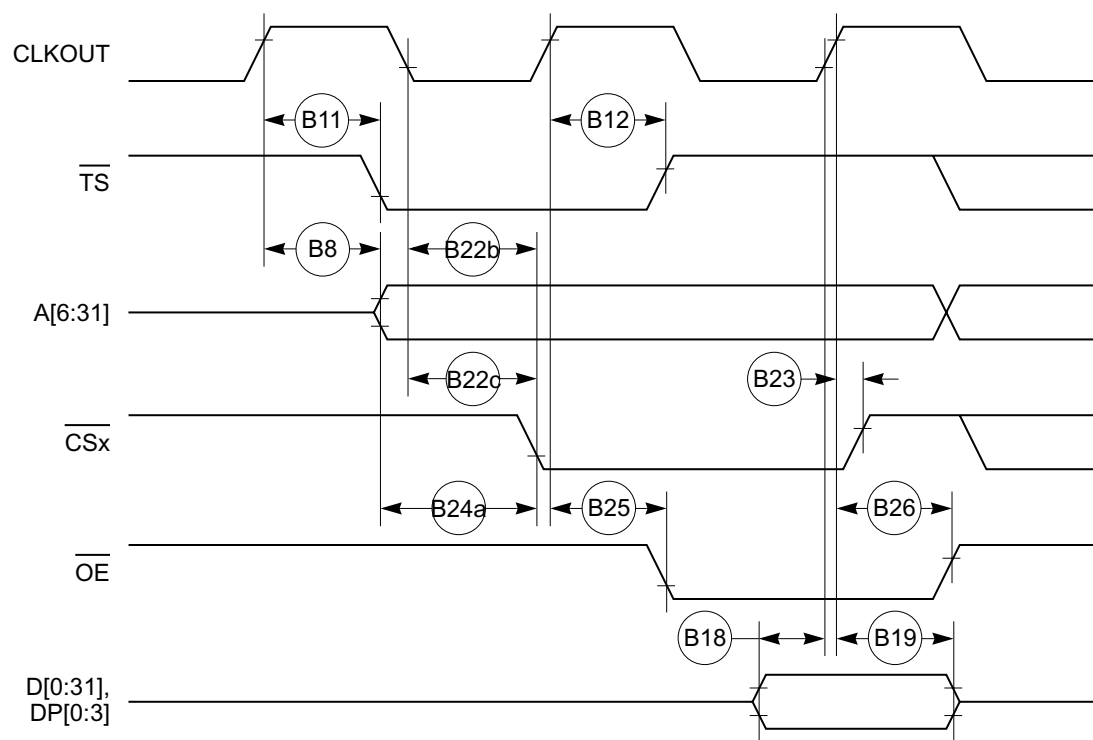 CLKOUT
B11
B12
TS
B8
B22b
A[6:31]
B22c
B23
CSx
B24a
B25
B26
OE
B18
B19
D[0:31],
DP[0:3]